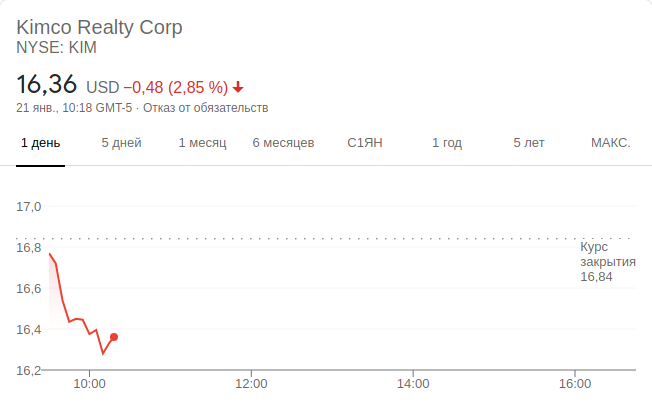 Kimco Realty Corp
NYSE: KIM
16,36 USD −0,48 (2,85 %)
21 янв., 10:18 GMT-5 · Отказ от обязательств
1 день 5 дней 1 месяц 6 месяцев С1ЯН 1 год 5 лет МАКС.
17,0
16,8
Курс
закрытия
16,84
16,6
16,4
16,2
10:00 12:00 14:00 16:00